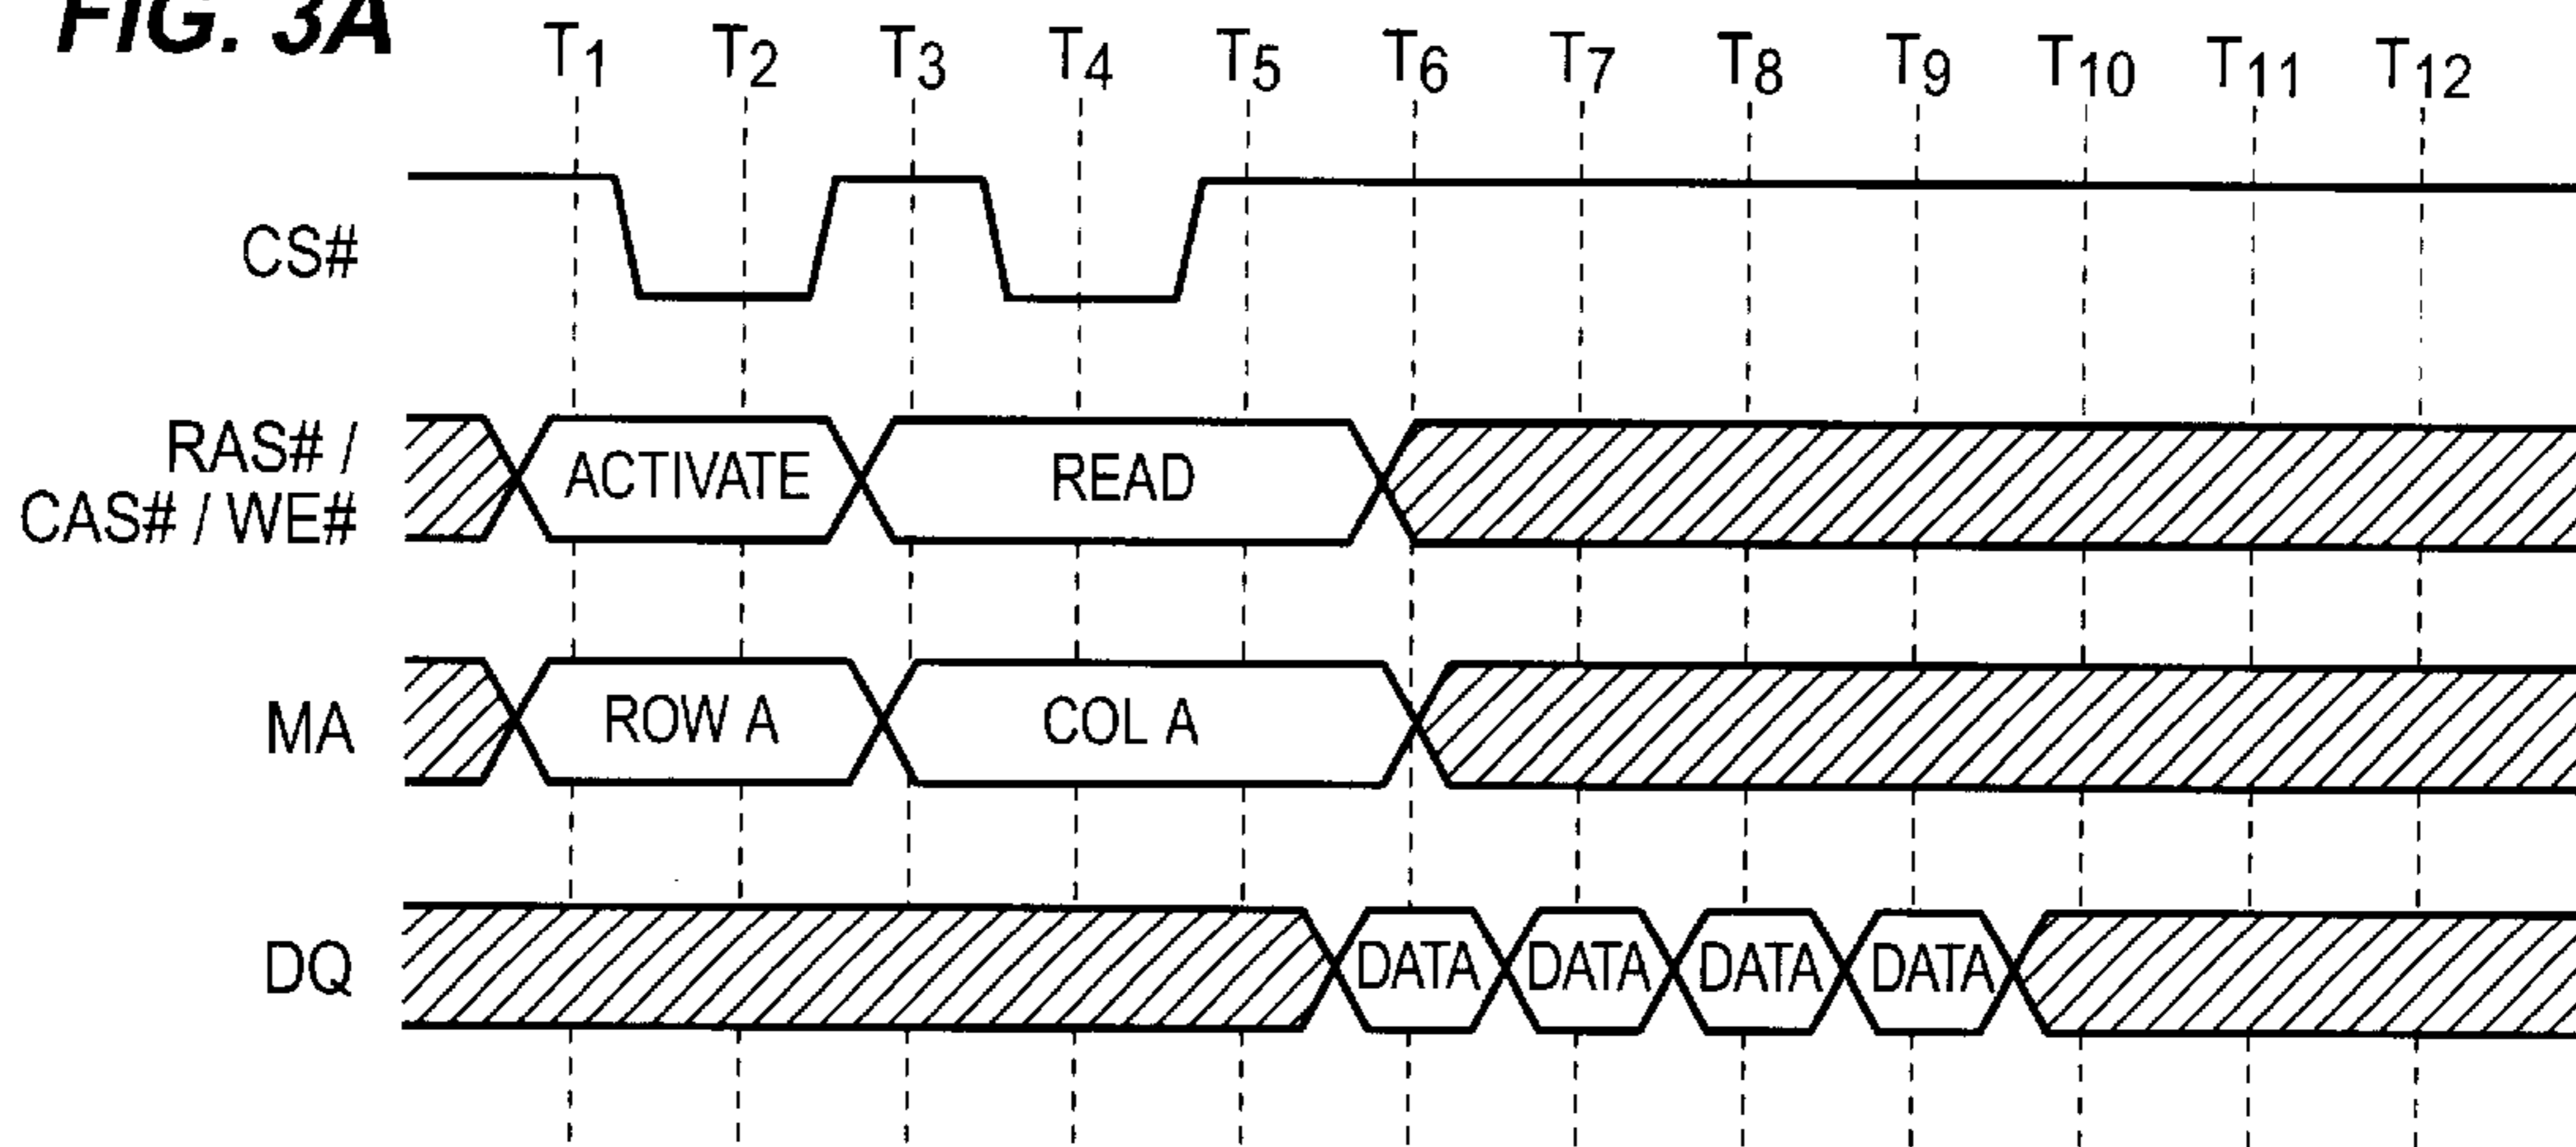 FIG. 3A
T1 T2 T3 T4 T5 T6 T7 T8 T9 T10 T11 T12
CS#
RAS# /
CAS# / WE#
ACTIVATE READ
MA ROW A COL A
DQ DATA DATA DATA DATA